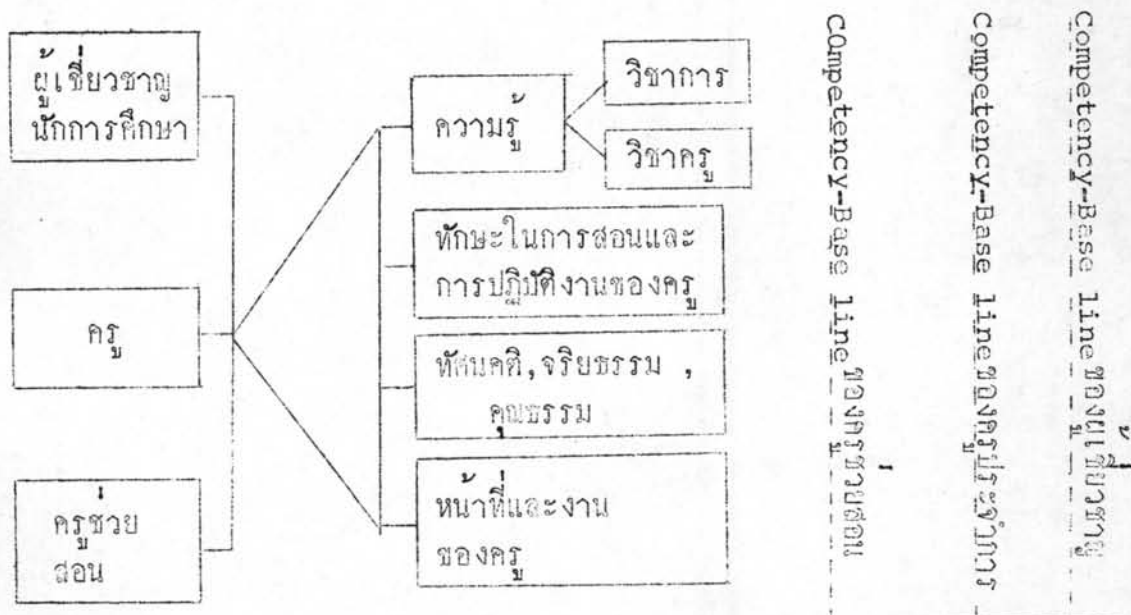 ผู้เชี่ยวชาญ
นักการศึกษา
ครู
ครูช่วย
สอน
ความรู้
วิชาการ
วิชาครู
ทักษะในการสอนและ
การปฏิบัติงานของครู
ทัศนคติ,จริยธรรม ,
คุณธรรม
หน้าที่และงาน
ของครู
COmpetency-Base line ของครูช่วยสอน
Competency-Base line ของครูประจำการ
Competency-Base line ของผู้เชี่ยวชาญ